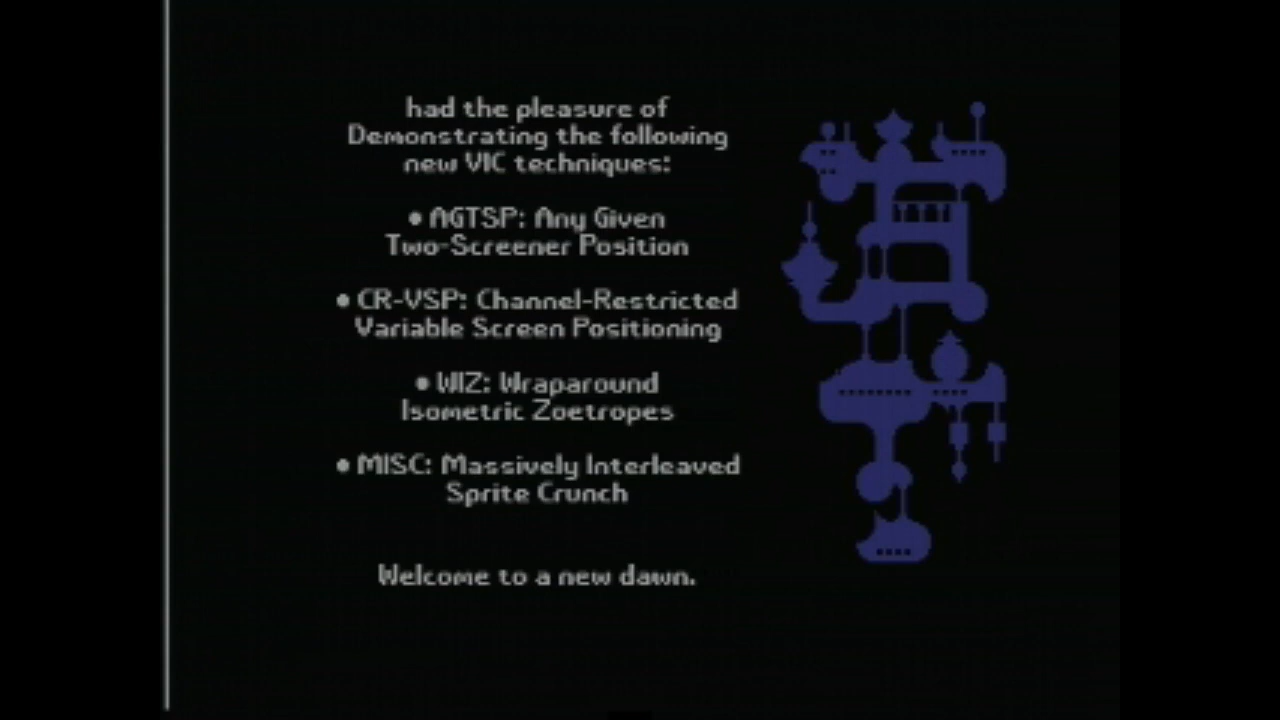 had the pleasure of
Demonstrating the following
new VIC techniques:
• AGTSP: Any Given
Two-Screener Position
• CR-VSP: Channel-Restricted
Variable Screen Positioning
• WIZ: Wraparound
Isometric Zoetropes
• MISC: Massively Interleaved
Sprite Crunch
Welcome to a new dawn.